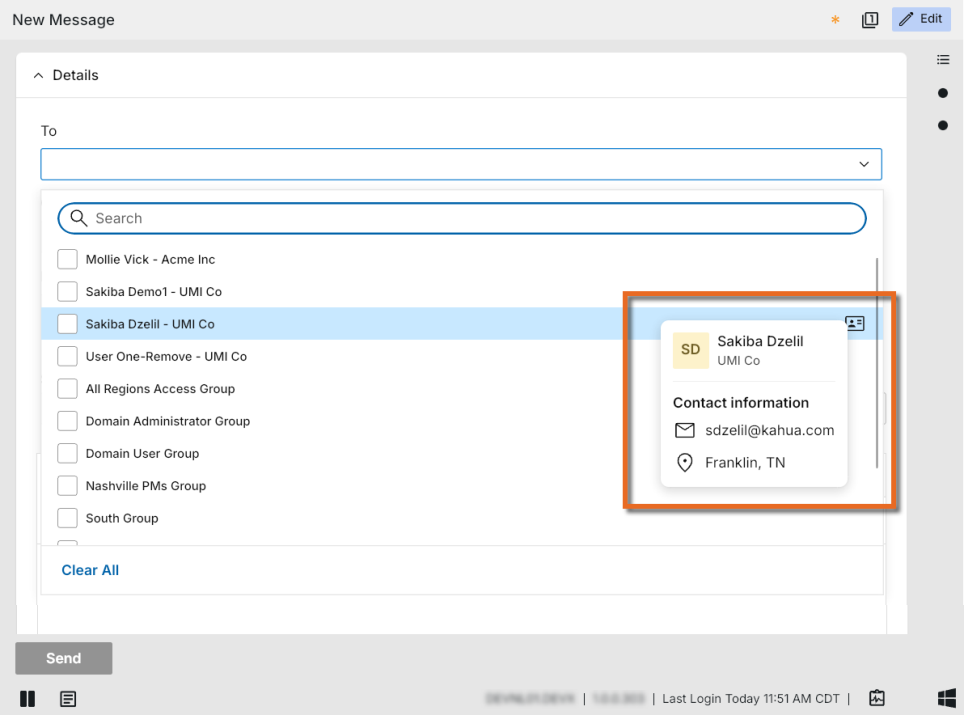 New Message
* 1 Edit
Details
To
Search
Mollie Vick - Acme Inc
Sakiba Demo1 - UMI Co
Sakiba Dzelil - UMI Co
User One-Remove - UMI Co
All Regions Access Group
Domain Administrator Group
Domain User Group
Nashville PMs Group
South Group
SD
Sakiba Dzelil
UMI Co
Contact information
sdzelil@kahua.com
Franklin, TN
Clear All
Send
| | Last Login Today 11:51 AM CDT |